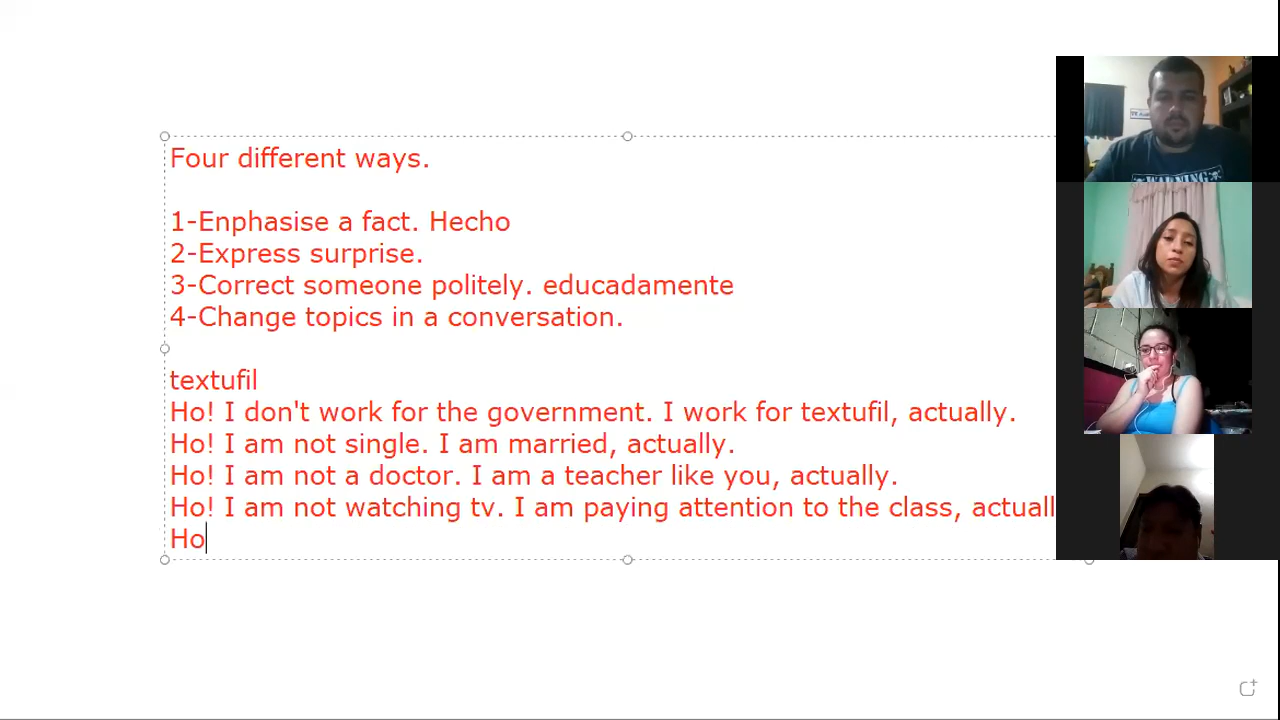 Four different ways.
1-Enphasise a fact. Hecho
2-Express surprise.
3-Correct someone politely. educadamente
4-Change topics in a conversation.
textufil
Ho! I don't work for the government. I work for textufil, actually.
Ho! I am not single. I am married, actually.
Ho! I am not a doctor. I am a teacher like you, actually.
Ho! I am not watching tv. I am paying attention to the class, actuall
Ho
WARNING